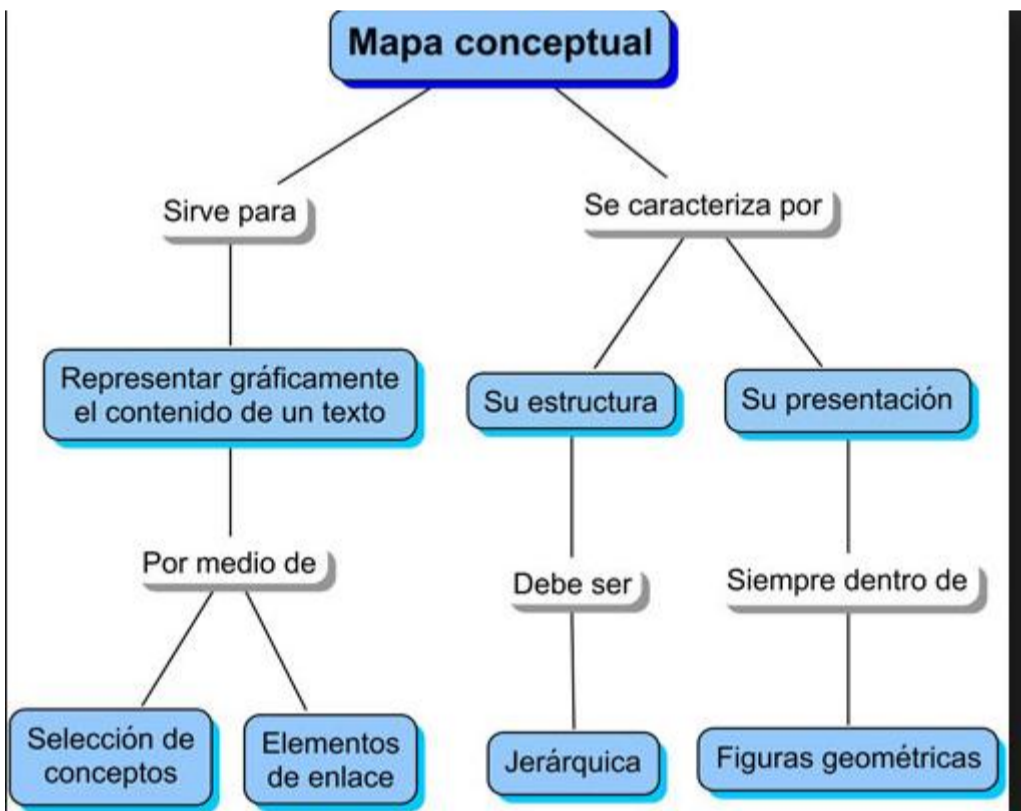 Mapa conceptual
Sirve para
Se caracteriza por
Representar gráficamente
el contenido de un texto
Su estructura
Su presentación
Por medio de
Debe ser
Siempre dentro de
Selección de
conceptos
Elementos
de enlace
Jerárquica
Figuras geométricas